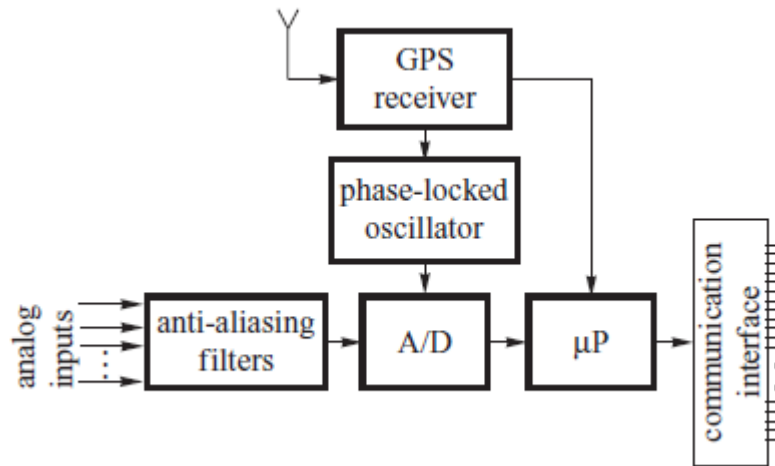 GPS
receiver
phase-locked
oscillator
analog
inputs
anti-aliasing
filters
A/D
μP
communication
interface